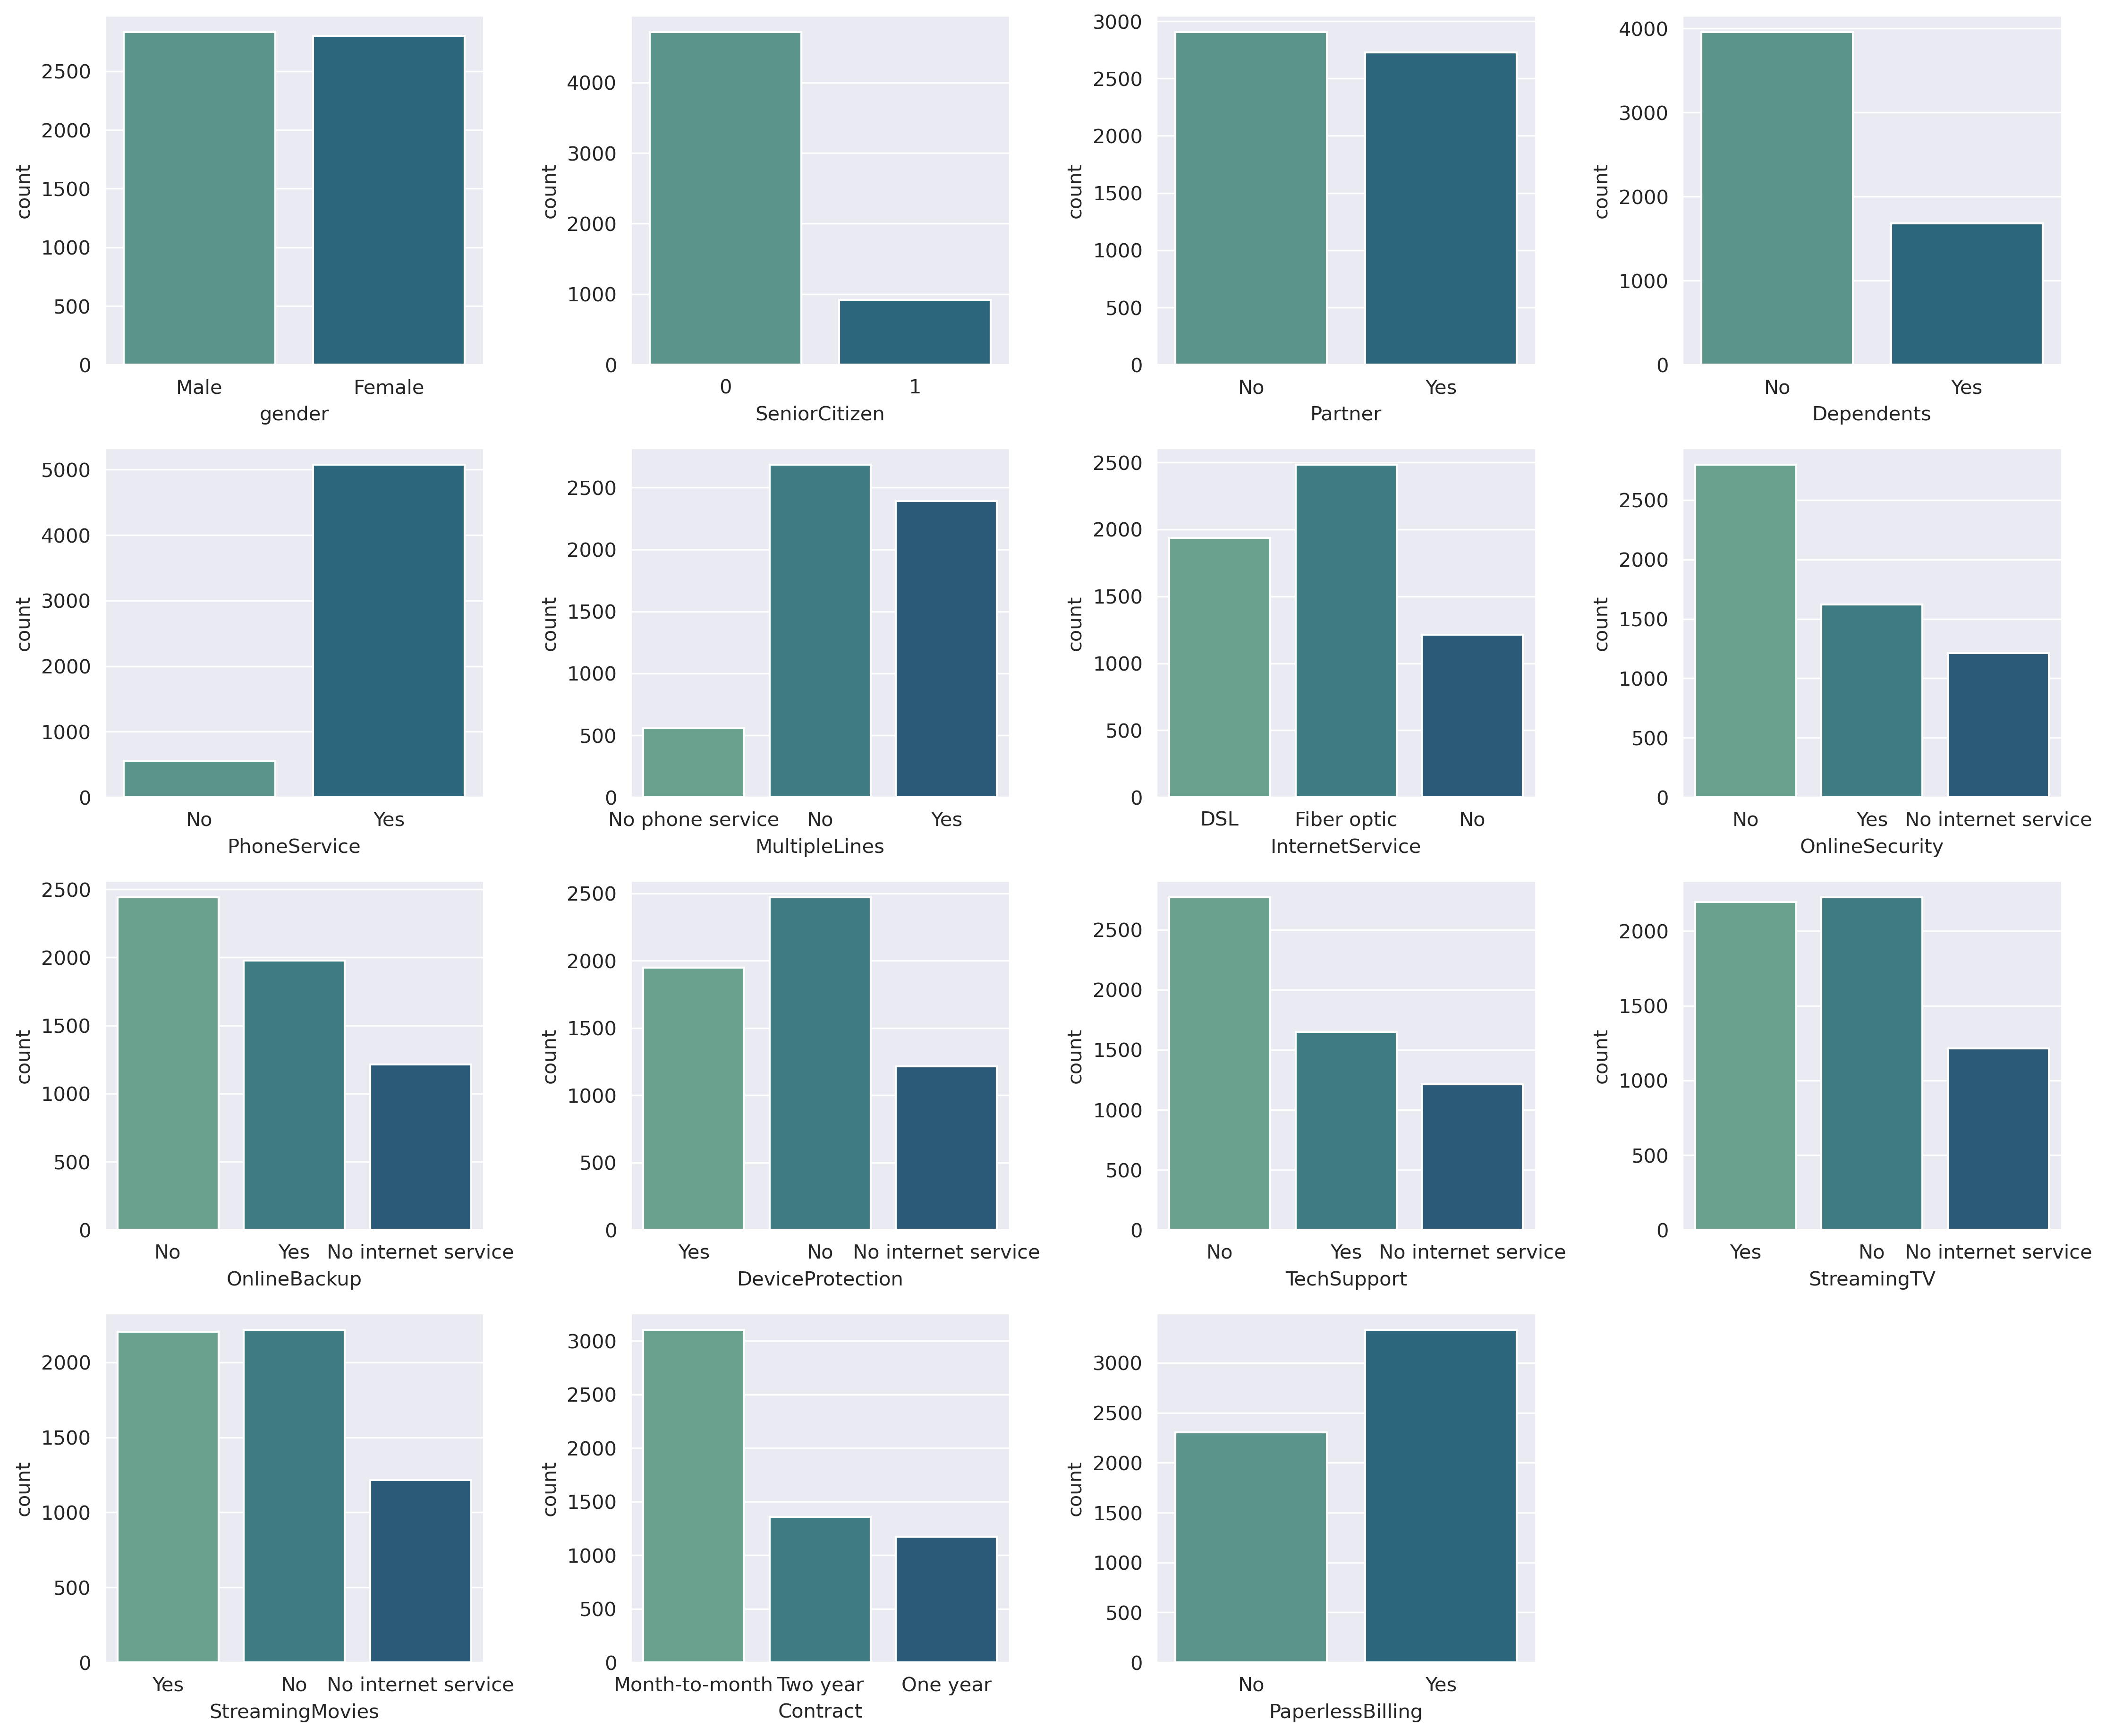 count
2500
2000
1500
1000
500
0
Male Female
gender
count
4000
3000
2000
1000
0
0 1
SeniorCitizen
count
3000
2500
2000
1500
1000
500
0
No Yes
Partner
count
4000
3000
2000
1000
0
No Yes
Dependents
count
5000
4000
3000
2000
1000
0
No Yes
PhoneService
count
2500
2000
1500
1000
500
0
No phone service No Yes
MultipleLines
count
2500
2000
1500
1000
500
0
DSL Fiber optic No
InternetService
count
2500
2000
1500
1000
500
0
No Yes No internet service
OnlineSecurity
count
2500
2000
1500
1000
500
0
No Yes No internet service
OnlineBackup
count
2500
2000
1500
1000
500
0
Yes No No internet service
DeviceProtection
count
2500
2000
1500
1000
500
0
No Yes No internet service
TechSupport
count
2000
1500
1000
500
0
Yes No No internet service
StreamingTV
count
2000
1500
1000
500
0
Yes No No internet service
StreamingMovies
count
3000
2500
2000
1500
1000
500
0
Month-to-month Two year One year
Contract
count
3000
2500
2000
1500
1000
500
0
No Yes
PaperlessBilling